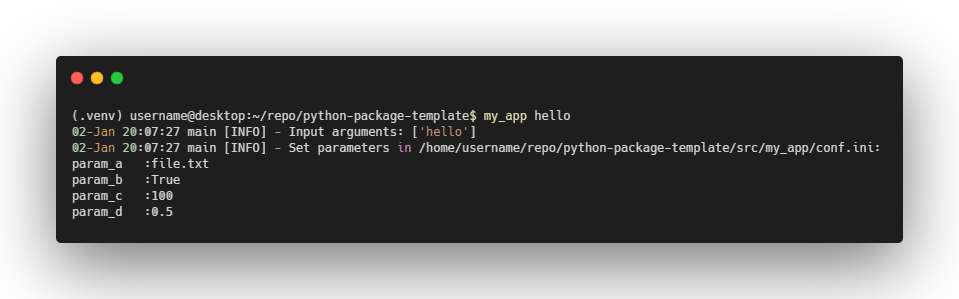 (.venv) username@desktop:~/repo/python-package-template$ my_app hello
02-Jan 20:07:27 main [INFO] - Input arguments: ['hello']
02-Jan 20:07:27 main [INFO] - Set parameters in /home/username/repo/python-package-template/src/my_app/conf.ini:
param_a   :file.txt
param_b   :True
param_c   :100
param_d   :0.5